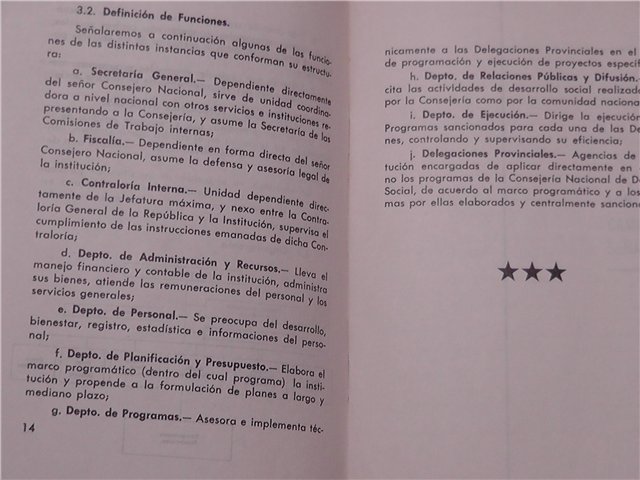 3.2. Definición de Funciones.
Señalaremos a continuación algunas de las funcio-
nes de las distintas instancias que conforman su estructu-
ra:
a. Secretaría General.— Dependiente directamente
del señor Consejero Nacional, sirve de unidad coordina-
dora a nivel nacional con otros servicios e instituciones re-
presentando a la Consejería, y asume la Secretaría de las
Comisiones de Trabajo internas;
b. Fiscalía.— Dependiente en forma directa del señor
Consejero Nacional, asume la defensa y asesoría legal de
la institución;
c. Contraloría Interna.— Unidad dependiente direc-
tamente de la Jefatura máxima, y nexo entre la Contra-
loría General de la República y la Institución, supervisa el
cumplimiento de las instrucciones emanadas de dicha Con-
traloría;
d. Depto. de Administración y Recursos.— Lleva el
manejo financiero y contable de la institución, administra
sus bienes, atiende las remuneraciones del personal y los
servicios generales;
e. Depto. de Personal.— Se preocupa del desarrollo,
bienestar, registro, estadística e informaciones del perso-
nal;
f. Depto. de Planificación y Presupuesto.— Elabora el
marco programático (dentro del cual programa) la insti-
tución y propende a la formulación de planes a largo y
mediano plazo;
g. Depto. de Programas.— Asesora e implementa téc-
14
nicamente a las Delegaciones Provinciales en el
de programación y ejecución de proyectos específ
h. Depto. de Relaciones Públicas y Difusión.—
cita las actividades de desarrollo social realizad
por la Consejería como por la comunidad naciona
i. Depto. de Ejecución.— Dirige la ejecución
Programas sancionados para cada una de las De
nes, controlando y supervisando su eficiencia;
j. Delegaciones Provinciales.— Agencias de
tución encargadas de aplicar directamente en
no los programas de la Consejería Nacional de D
Social, de acuerdo al marco programático y a los
mas por ellas elaborados y centralmente sancion